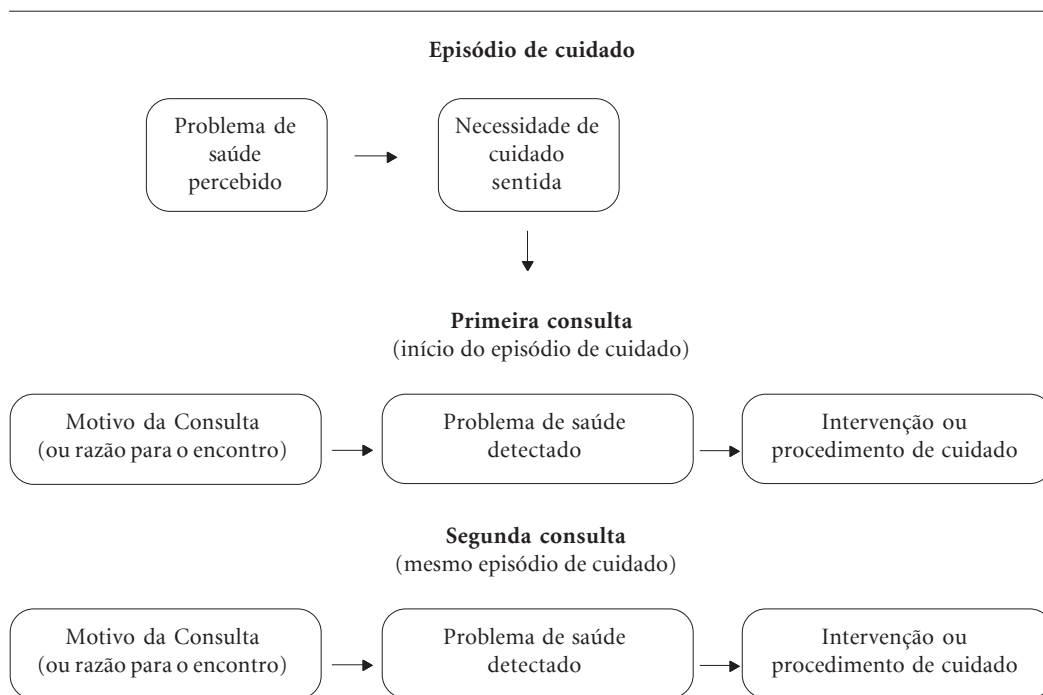 Episódio de cuidado
Problema de
saúde
percebido
Necessidade de
cuidado
sentida
Primeira consulta
(início do episódio de cuidado)
Motivo da Consulta
(ou razão para o encontro)
Problema de saúde
detectado
Intervenção ou
procedimento de cuidado
Segunda consulta
(mesmo episódio de cuidado)
Motivo da Consulta
(ou razão para o encontro)
Problema de saúde
detectado
Intervenção ou
procedimento de cuidado